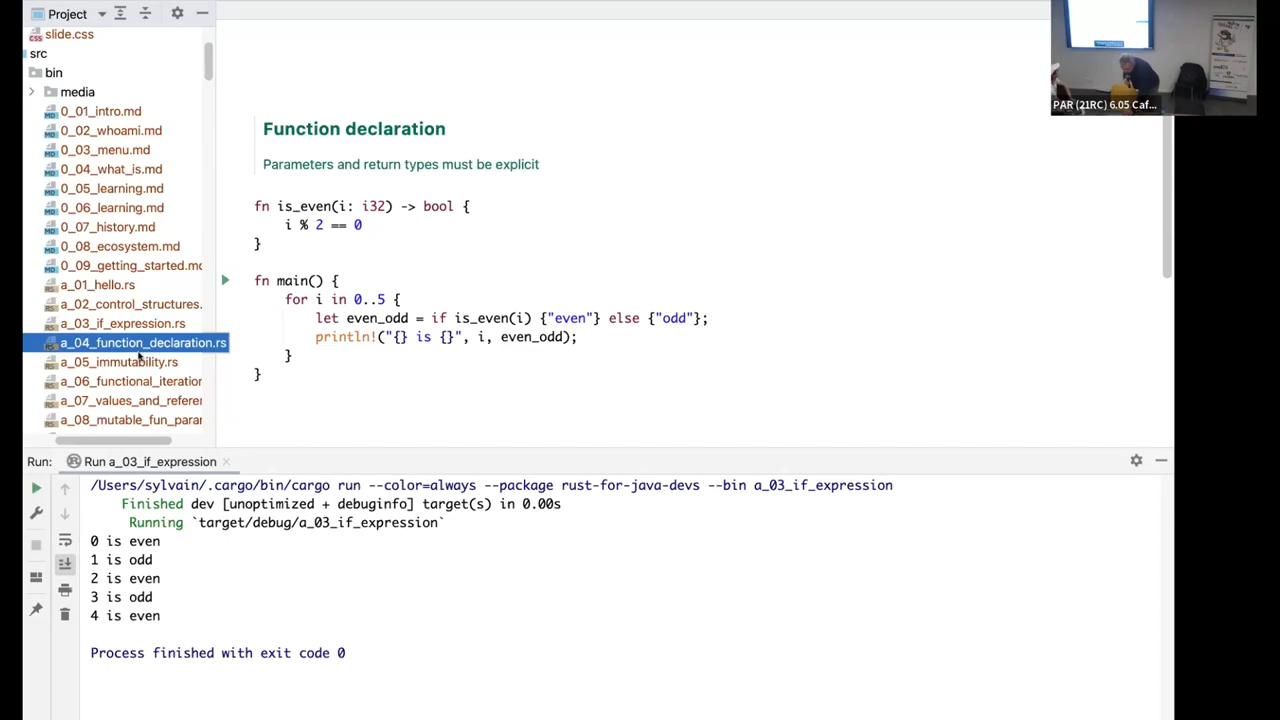 Project
slide.css
src
bin
media
0_01_intro.md
0_02_whoami.md
0_03_menu.md
0_04_what_is.md
0_05_learning.md
0_06_learning.md
0_07_history.md
0_08_ecosystem.md
0_09_getting_started.md
a_01_hello.rs
a_02_control_structures.
a_03_if_expression.rs
a_04_function_declaration.rs
a_05_immutability.rs
a_06_functional_iteration
a_07_values_and_refere
a_08_mutable_fun_para
Function declaration
Parameters and return types must be explicit
fn is_even(i: i32) -> bool {
    i % 2 == 0
}
fn main() {
    for i in 0..5 {
        let even_odd = if is_even(i) {"even"} else {"odd"};
        println!("{} is {}", i, even_odd);
    }
}
PAR (21RC) 6.05 Caf...
Run: Run a_03_if_expression
/Users/sylvain/.cargo/bin/cargo run --color=always --package rust-for-java-devs --bin a_03_if_expression
    Finished dev [unoptimized + debuginfo] target(s) in 0.00s
     Running `target/debug/a_03_if_expression`
0 is even
1 is odd
2 is even
3 is odd
4 is even
Process finished with exit code 0